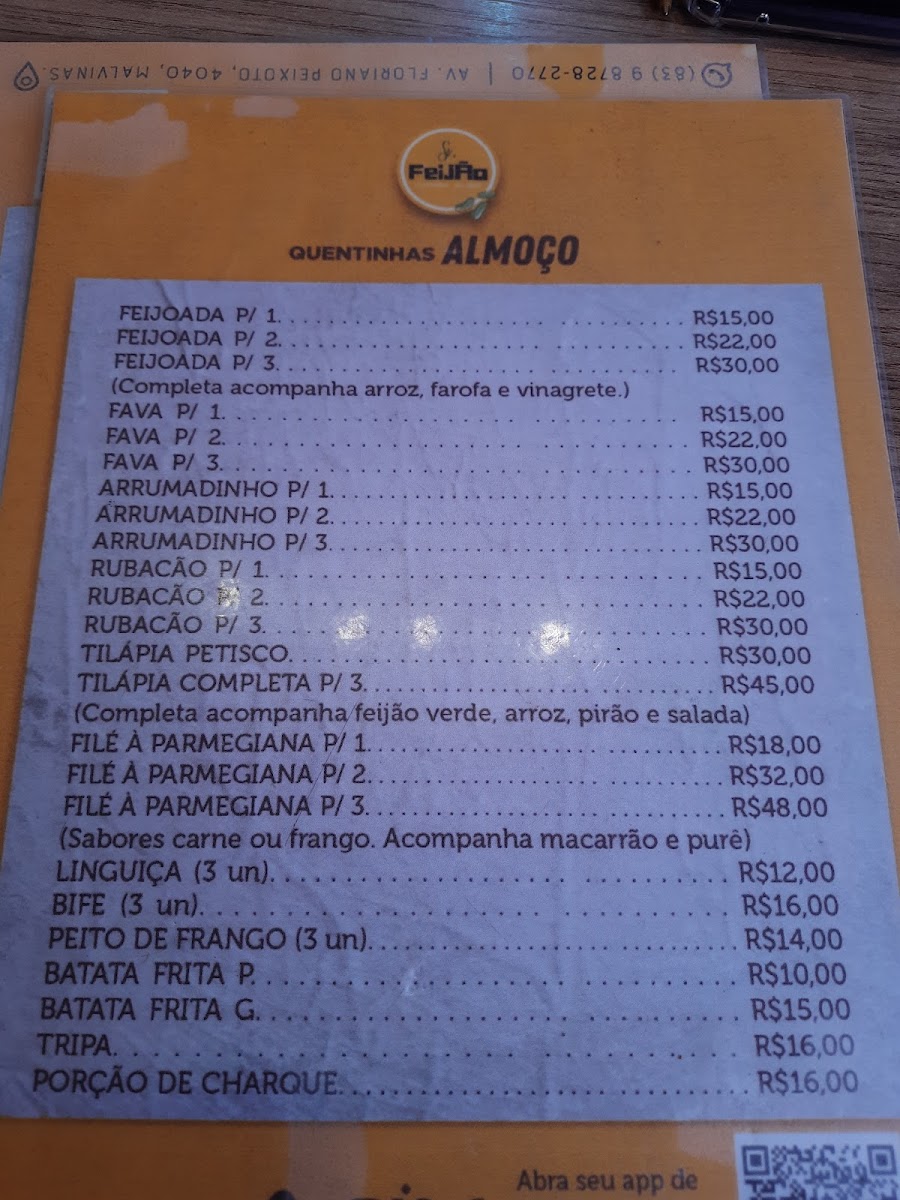 (83) 9 8728-2770 | AV. FLORIANO PEIXOTO, 4040, MALVINAS.
Sr.
FeiJÃo
QUENTINHAS ALMOÇO
FEIJOADA P/ 1. R$15,00
FEIJOADA P/ 2. R$22,00
FEIJOADA P/ 3. R$30,00
(Completa acompanha arroz, farofa e vinagrete.)
FAVA P/ 1. R$15,00
FAVA P/ 2. R$22,00
FAVA P/ 3. R$30,00
ARRUMADINHO P/ 1. R$15,00
ARRUMADINHO P/ 2. R$22,00
ARRUMADINHO P/ 3. R$30,00
RUBACÃO P/ 1. R$15,00
RUBACÃO P/ 2. R$22,00
RUBACÃO P/ 3. R$30,00
TILÁPIA PETISCO. R$30,00
TILÁPIA COMPLETA P/ 3. R$45,00
(Completa acompanha feijão verde, arroz, pirão e salada)
FILÉ À PARMEGIANA P/ 1. R$18,00
FILÉ À PARMEGIANA P/ 2. R$32,00
FILÉ À PARMEGIANA P/ 3. R$48,00
(Sabores carne ou frango. Acompanha macarrão e purê)
LINGUIÇA (3 un). R$12,00
BIFE (3 un). R$16,00
PEITO DE FRANGO (3 un). R$14,00
BATATA FRITA P. R$10,00
BATATA FRITA G. R$15,00
TRIPA. R$16,00
PORÇÃO DE CHARQUE. R$16,00
Abra seu app de